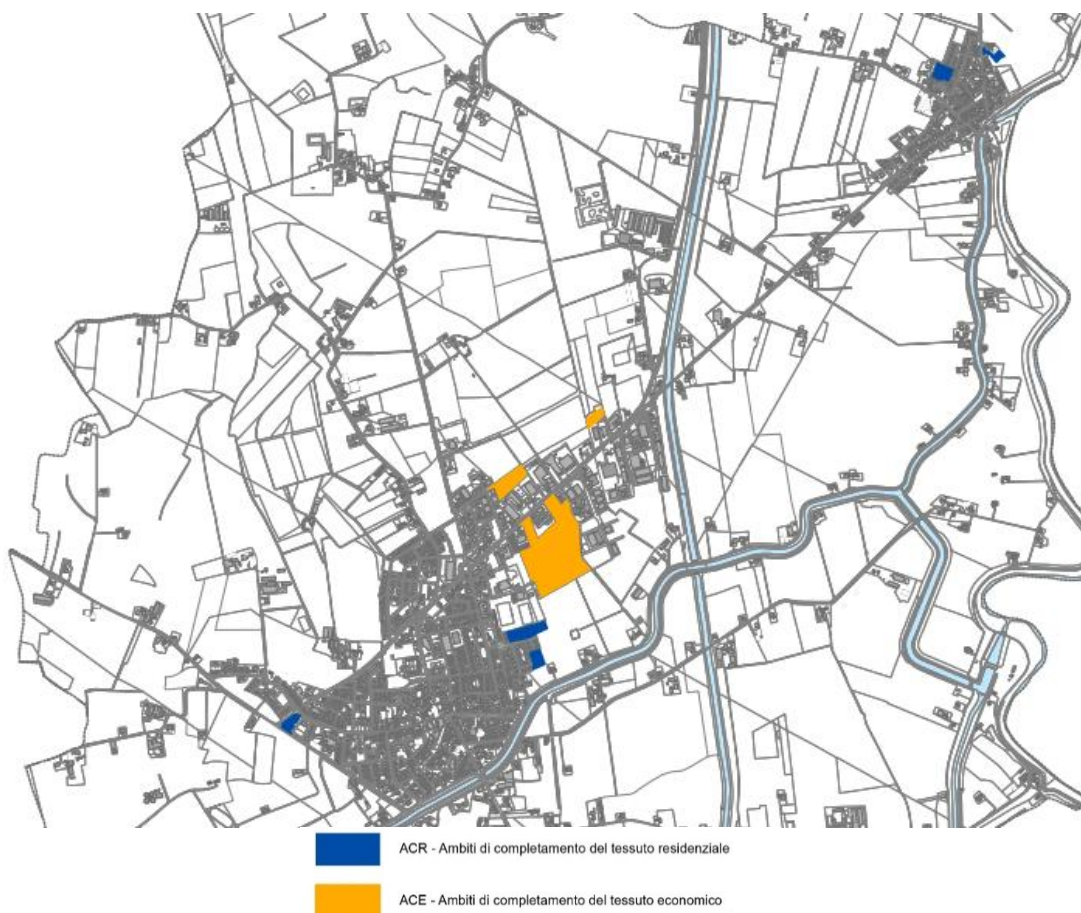 ACR - Ambiti di completamento del tessuto residenziale
ACE - Ambiti di completamento del tessuto economico